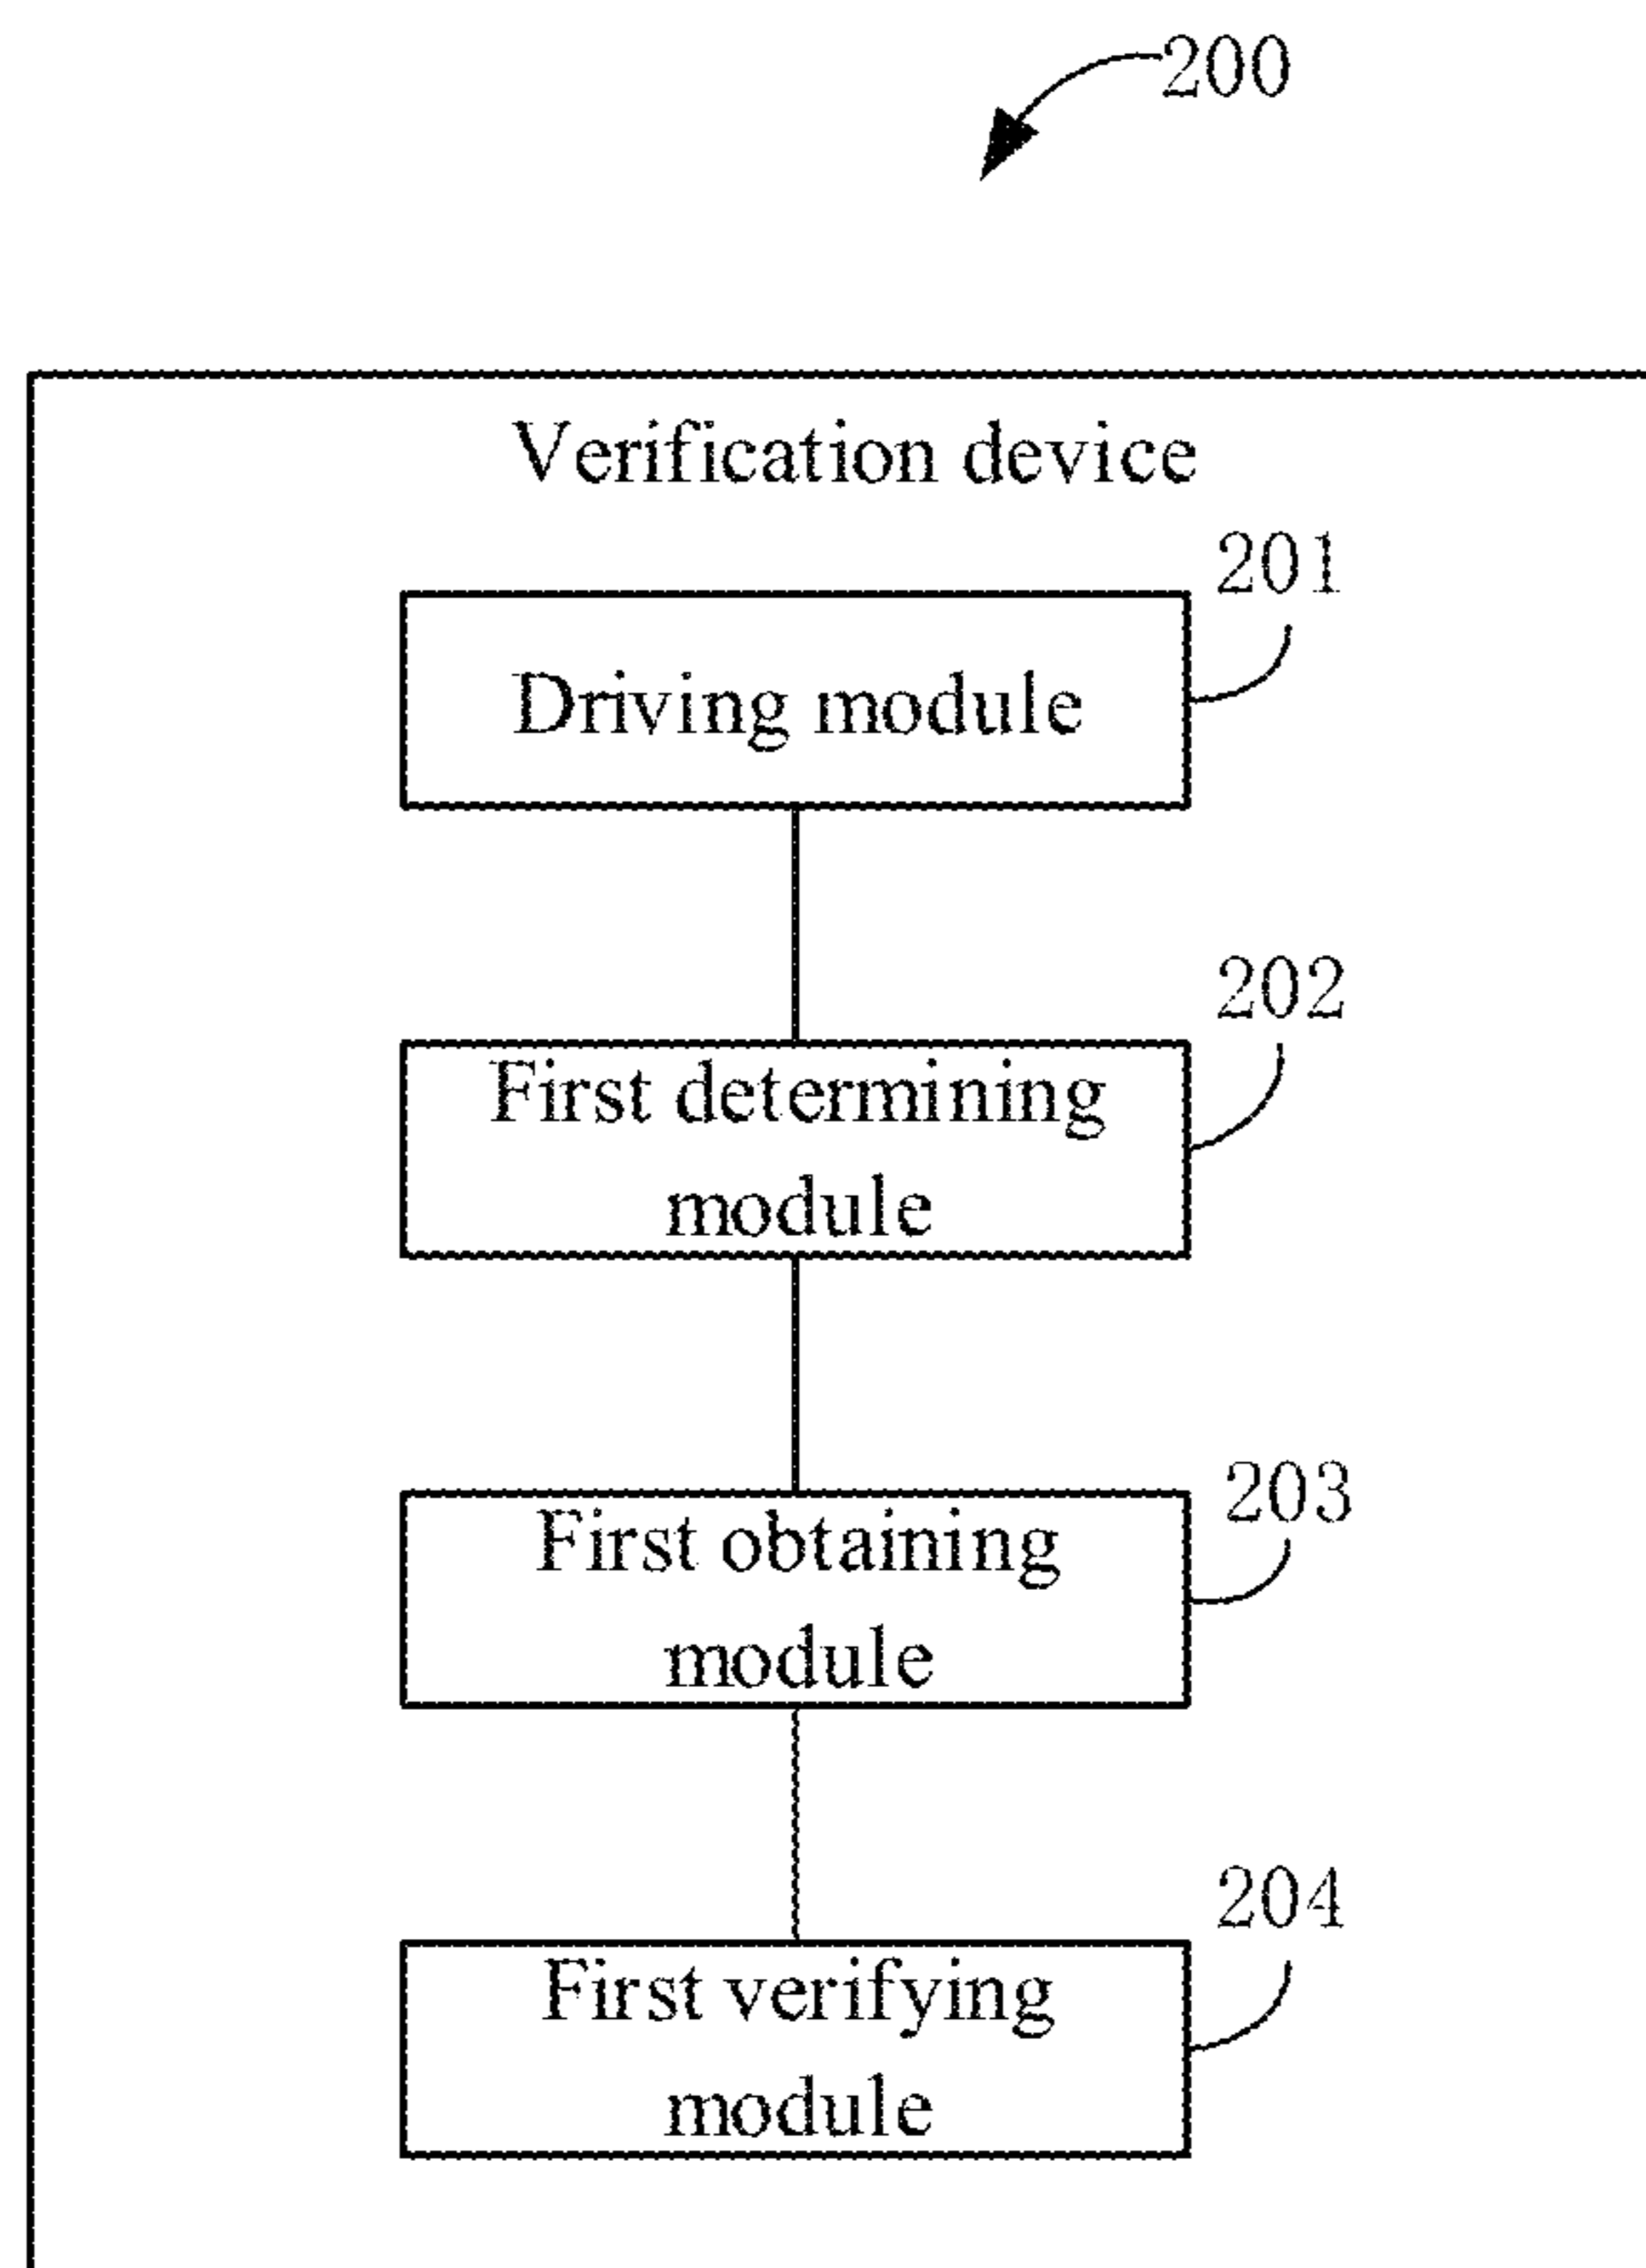 200
Verification device
201
Driving module
202
First determining
module
203
First obtaining
module
204
First verifying
module